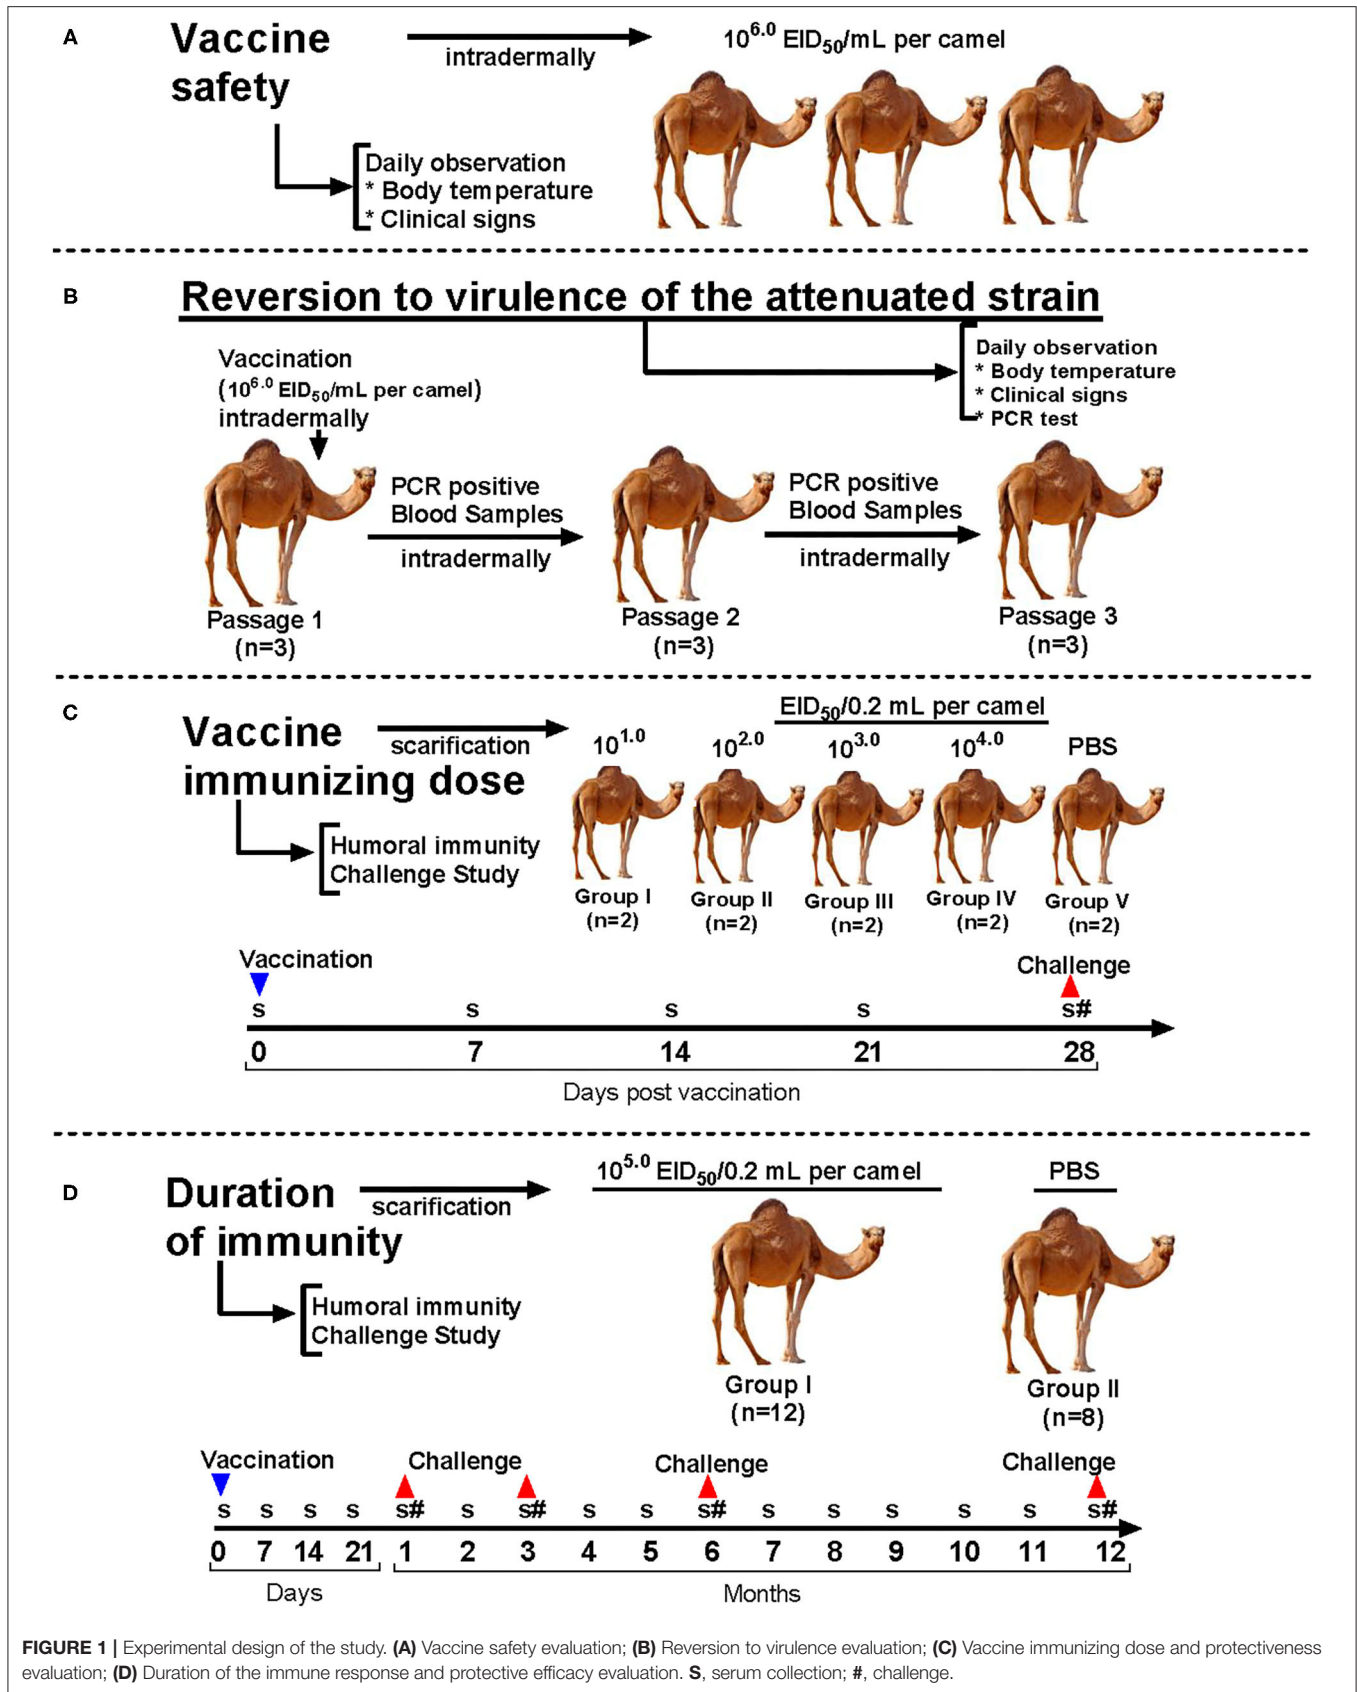 A
Vaccine
safety
intradermally
10^6.0 EID50/mL per camel
Daily observation
* Body temperature
* Clinical signs
B
Reversion to virulence of the attenuated strain
Vaccination
(10^6.0 EID50/mL per camel)
intradermally
Daily observation
* Body temperature
* Clinical signs
* PCR test
PCR positive
Blood Samples
intradermally
PCR positive
Blood Samples
intradermally
Passage 1
(n=3)
Passage 2
(n=3)
Passage 3
(n=3)
C
Vaccine
immunizing dose
scarification
EID50/0.2 mL per camel
10^1.0 10^2.0 10^3.0 10^4.0 PBS
Humoral immunity
Challenge Study
Group I
(n=2)
Group II
(n=2)
Group III
(n=2)
Group IV
(n=2)
Group V
(n=2)
Vaccination
Challenge
s s s s s#
0 7 14 21 28
Days post vaccination
D
Duration
of immunity
scarification
10^5.0 EID50/0.2 mL per camel
PBS
Humoral immunity
Challenge Study
Group I
(n=12)
Group II
(n=8)
Vaccination Challenge Challenge Challenge
s s s s s# s s# s s s# s s s s s s#
0 7 14 21 1 2 3 4 5 6 7 8 9 10 11 12
Days Months
FIGURE 1 | Experimental design of the study. (A) Vaccine safety evaluation; (B) Reversion to virulence evaluation; (C) Vaccine immunizing dose and protectiveness
evaluation; (D) Duration of the immune response and protective efficacy evaluation. S, serum collection; #, challenge.